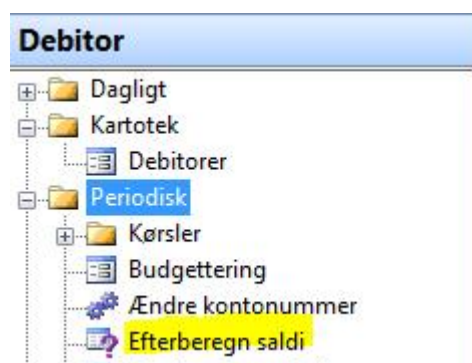 Debitor
Dagligt
Kartotek
Debitorer
Periodisk
Kørsler
Budgettering
Ændre kontonummer
Efterberegn saldi